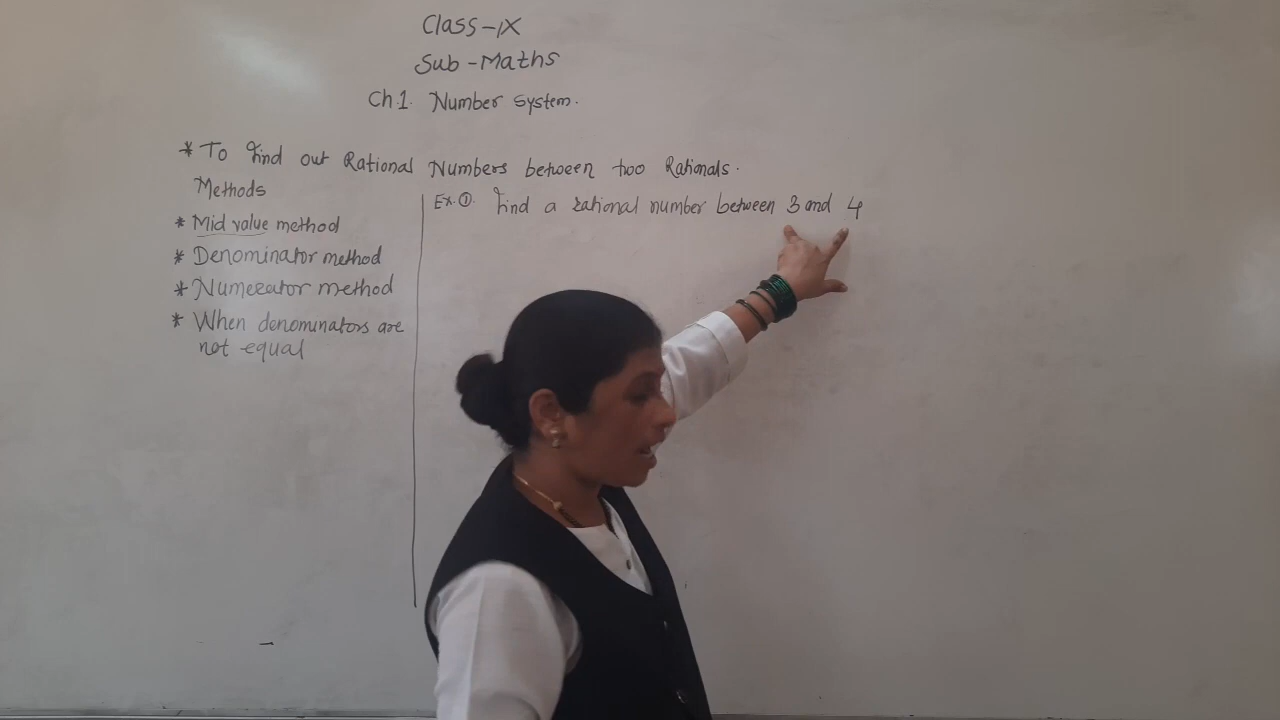 Class-IX
Sub-Maths
Ch.1. Number System.
* To find out Rational Numbers between two Rationals.
Methods
* Mid value method
* Denominator method
* Numerator method
* When denominators are
not equal
Ex.① find a rational number between 3 and 4